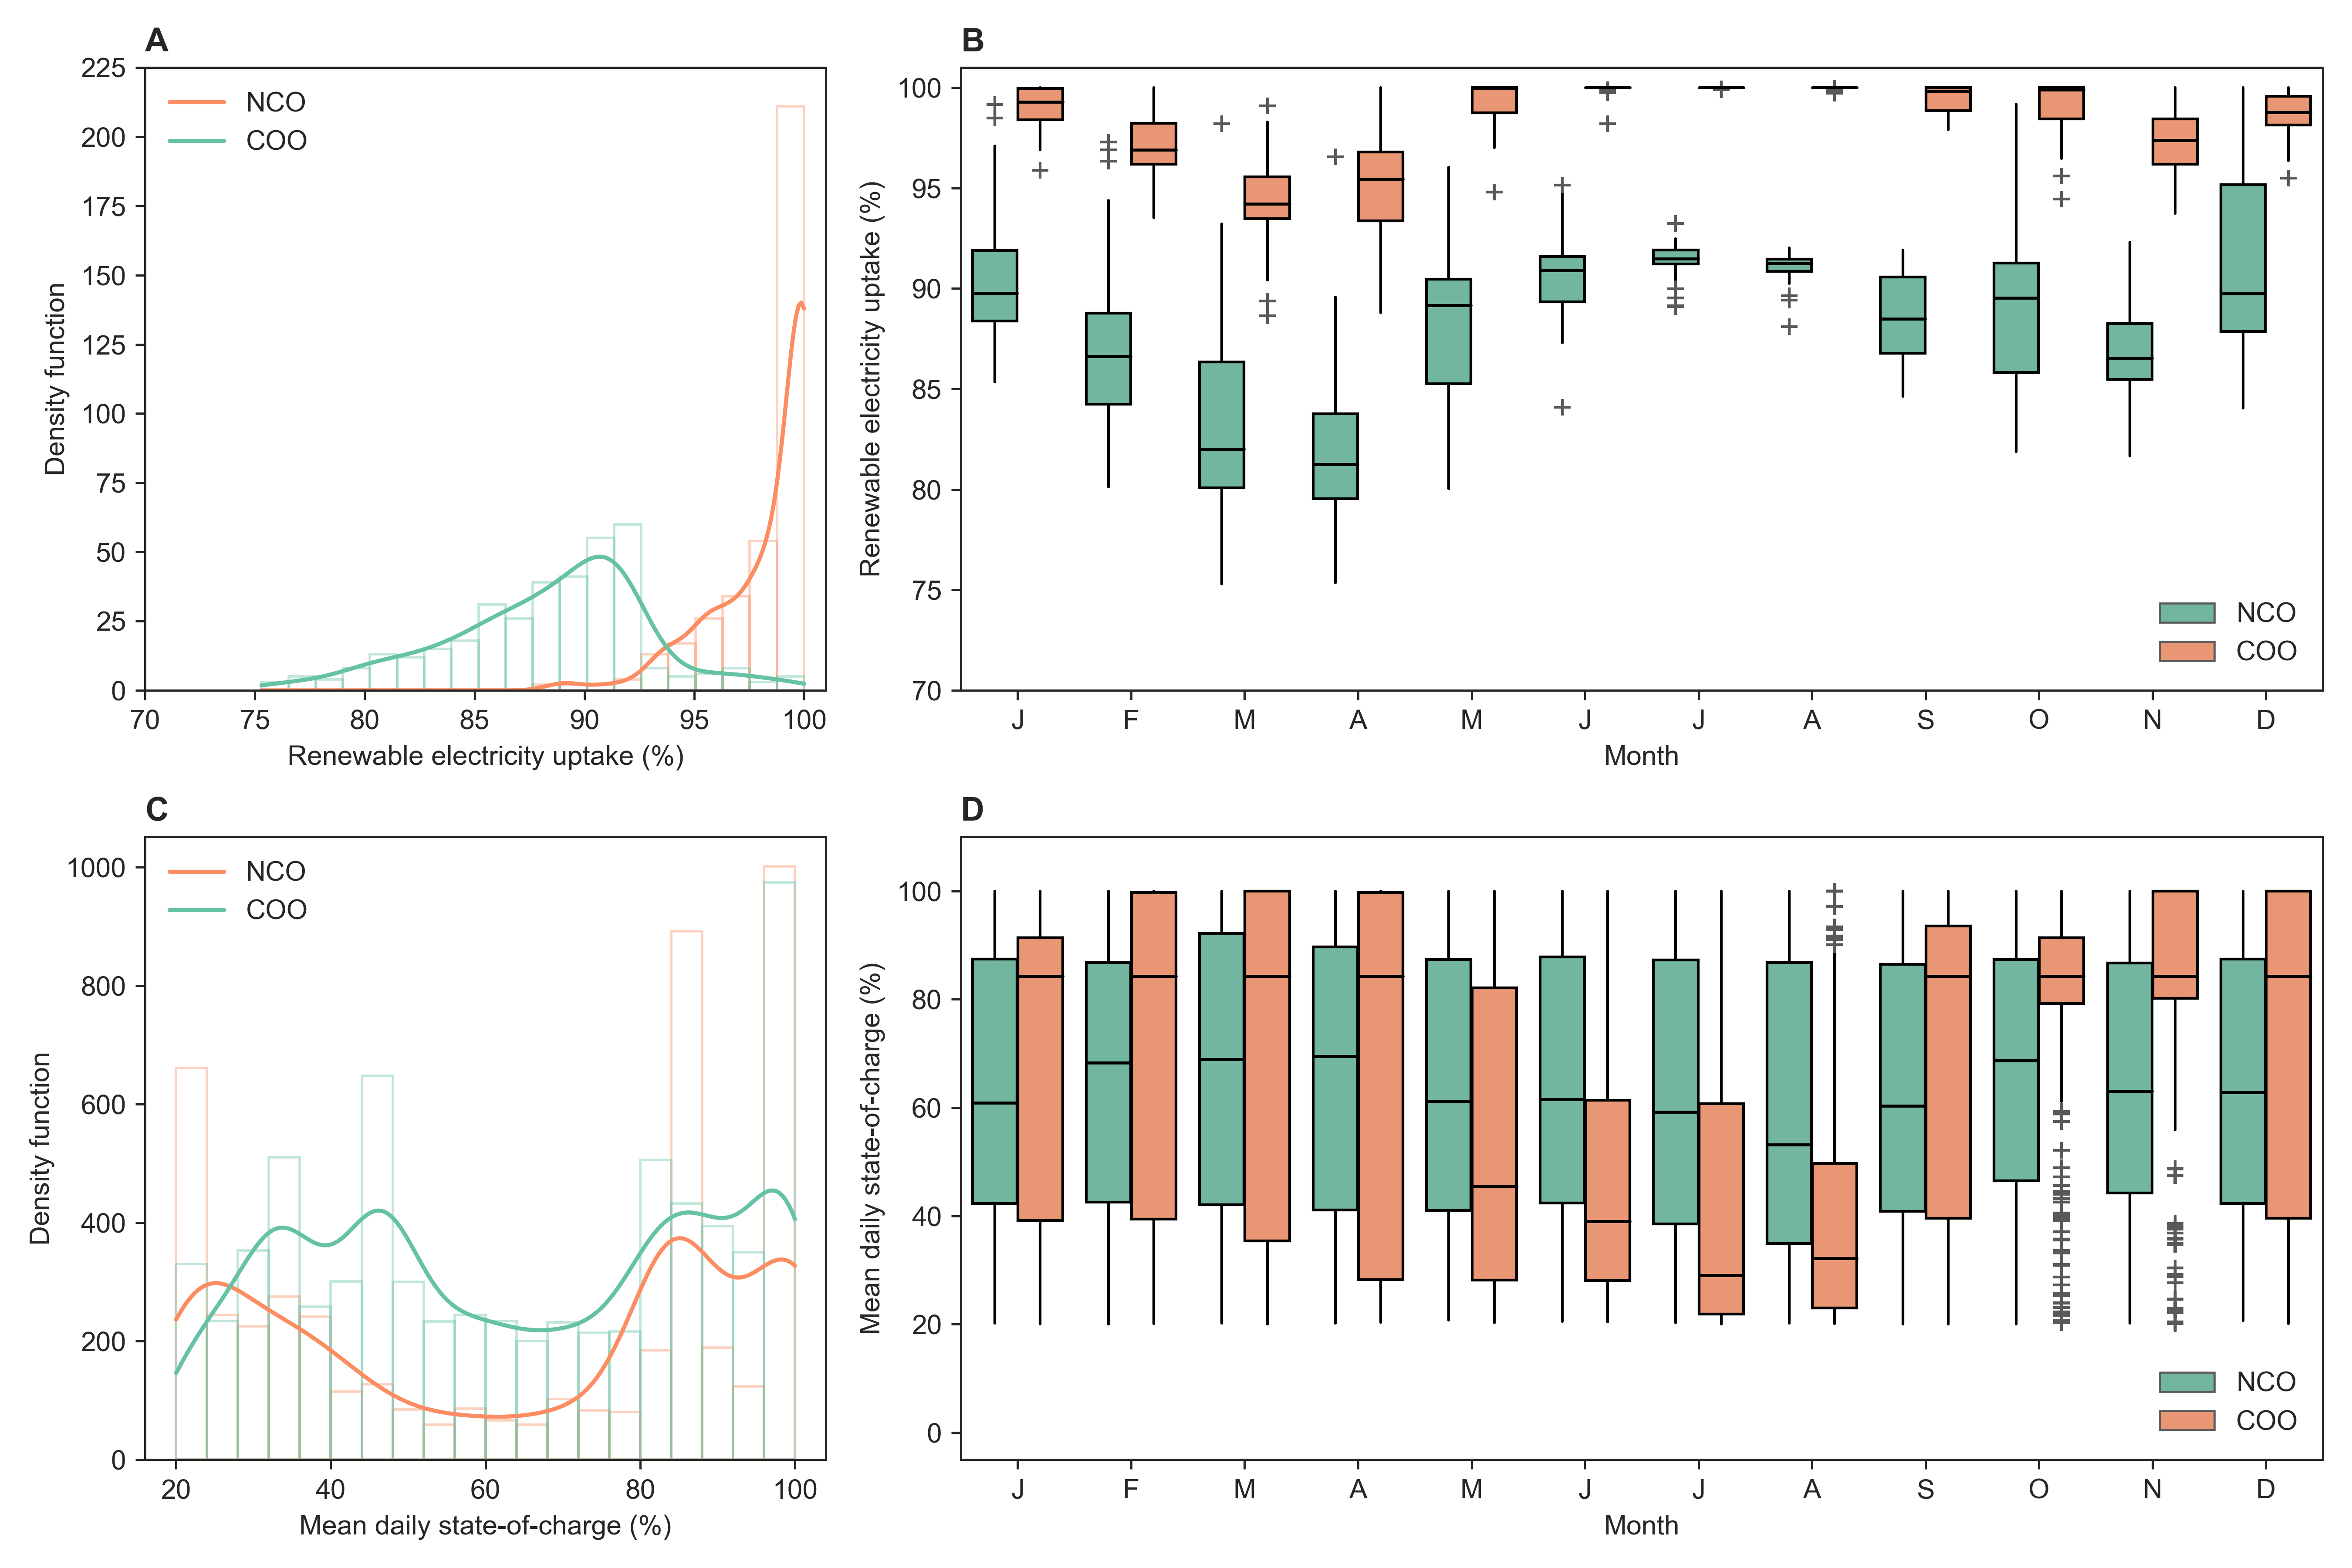 A
225
200
175
150
125
100
75
50
25
0
Density function
NCO
COO
70 75 80 85 90 95 100
Renewable electricity uptake (%)
B
100
95
90
85
80
75
70
Renewable electricity uptake (%)
NCO
COO
J F M A M J J A S O N D
Month
C
1000
800
600
400
200
0
Density function
NCO
COO
20 40 60 80 100
Mean daily state-of-charge (%)
D
100
80
60
40
20
0
Mean daily state-of-charge (%)
NCO
COO
J F M A M J J A S O N D
Month